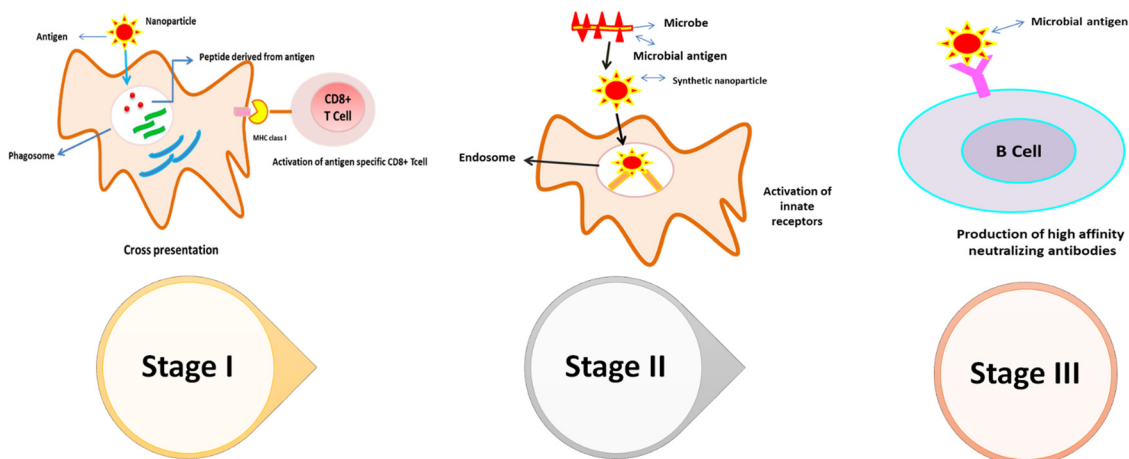 Nanoparticle
Antigen
Peptide derived from antigen
CD8+
T Cell
MHC class I
Phagosome
Activation of antigen specific CD8+ Tcell
Cross presentation
Stage I
Microbe
Microbial antigen
Synthetic nanoparticle
Endosome
Activation of
innate
receptors
Stage II
Microbial antigen
B Cell
Production of high affinity
neutralizing antibodies
Stage III